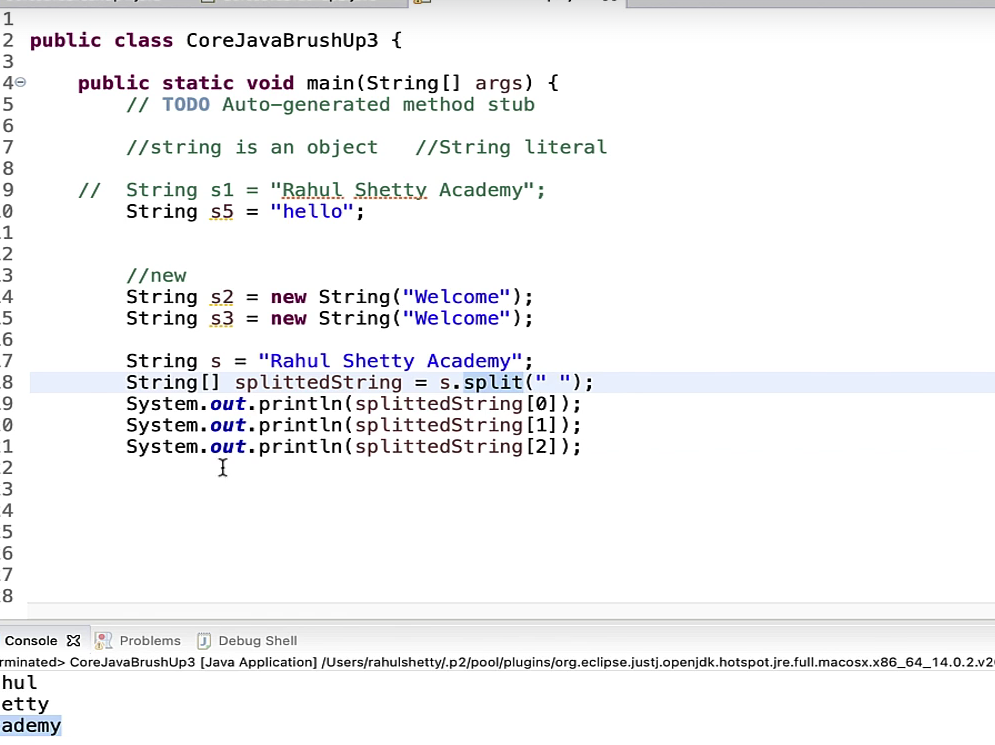 1
2 public class CoreJavaBrushUp3 {
3
4 public static void main(String[] args) {
5 // TODO Auto-generated method stub
6
7 //string is an object //String literal
8
9 // String s1 = "Rahul Shetty Academy";
0 String s5 = "hello";
1
2
3 //new
4 String s2 = new String("Welcome");
5 String s3 = new String("Welcome");
6
7 String s = "Rahul Shetty Academy";
8 String[] splittedString = s.split(" ");
9 System.out.println(splittedString[0]);
0 System.out.println(splittedString[1]);
1 System.out.println(splittedString[2]);
2
3
4
5
6
7
8
Console Problems Debug Shell
rminated> CoreJavaBrushUp3 [Java Application] /Users/rahulshetty/.p2/pool/plugins/org.eclipse.justj.openjdk.hotspot.jre.full.macosx.x86_64_14.0.2.v2
hul
etty
ademy